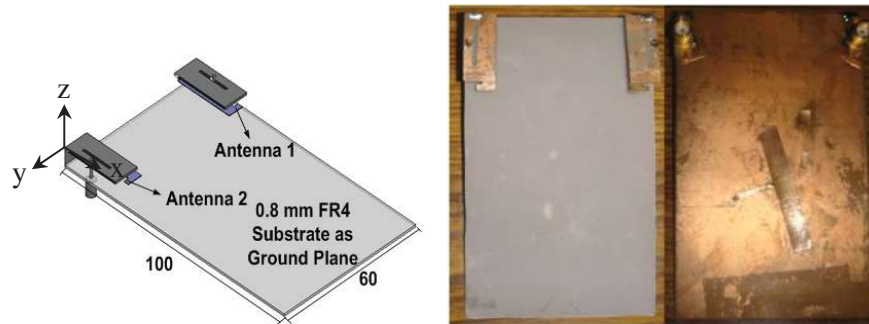 z
y
x
Antenna 1
Antenna 2
0.8 mm FR4
Substrate as
Ground Plane
100
60